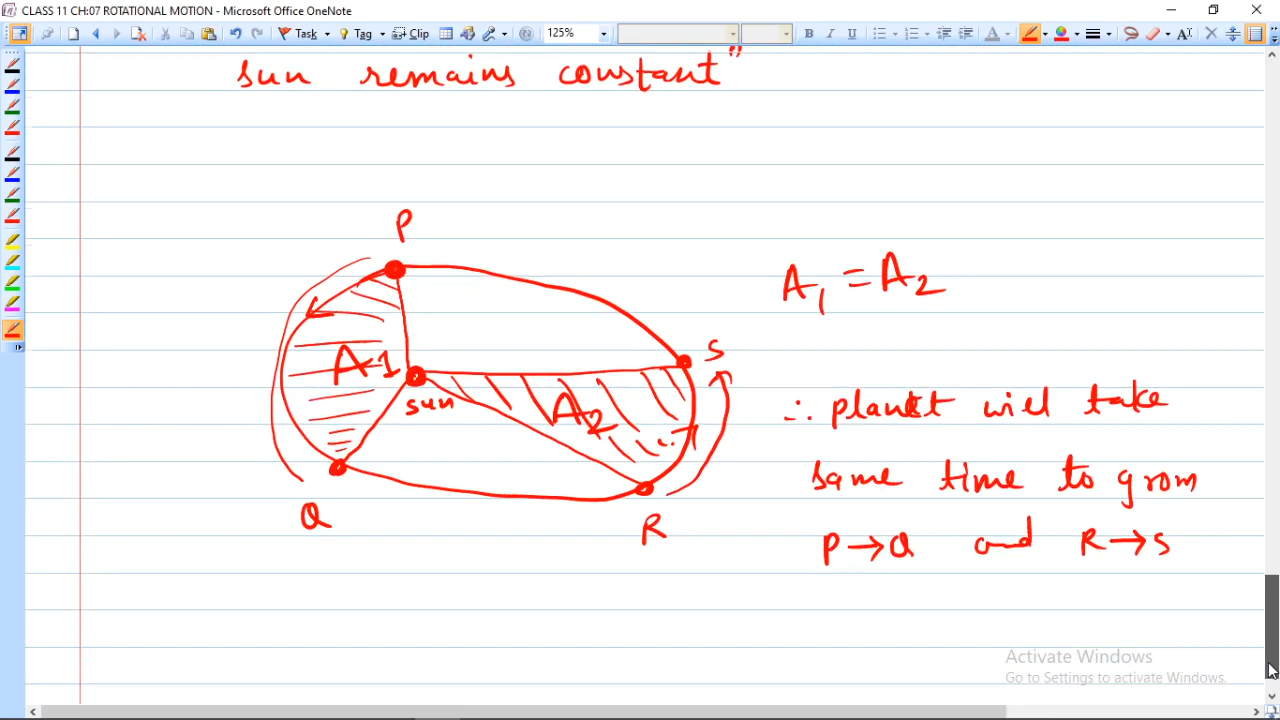 CLASS 11 CH:07 ROTATIONAL MOTION - Microsoft Office OneNote
Task Tag Clip 125% B I U
sun remains constant"
P
A1 = A2
S
A1
sun
A2
∴ planet will take
same time to grom
Q
R
P→Q and R→S
Activate Windows
Go to Settings to activate Windows.